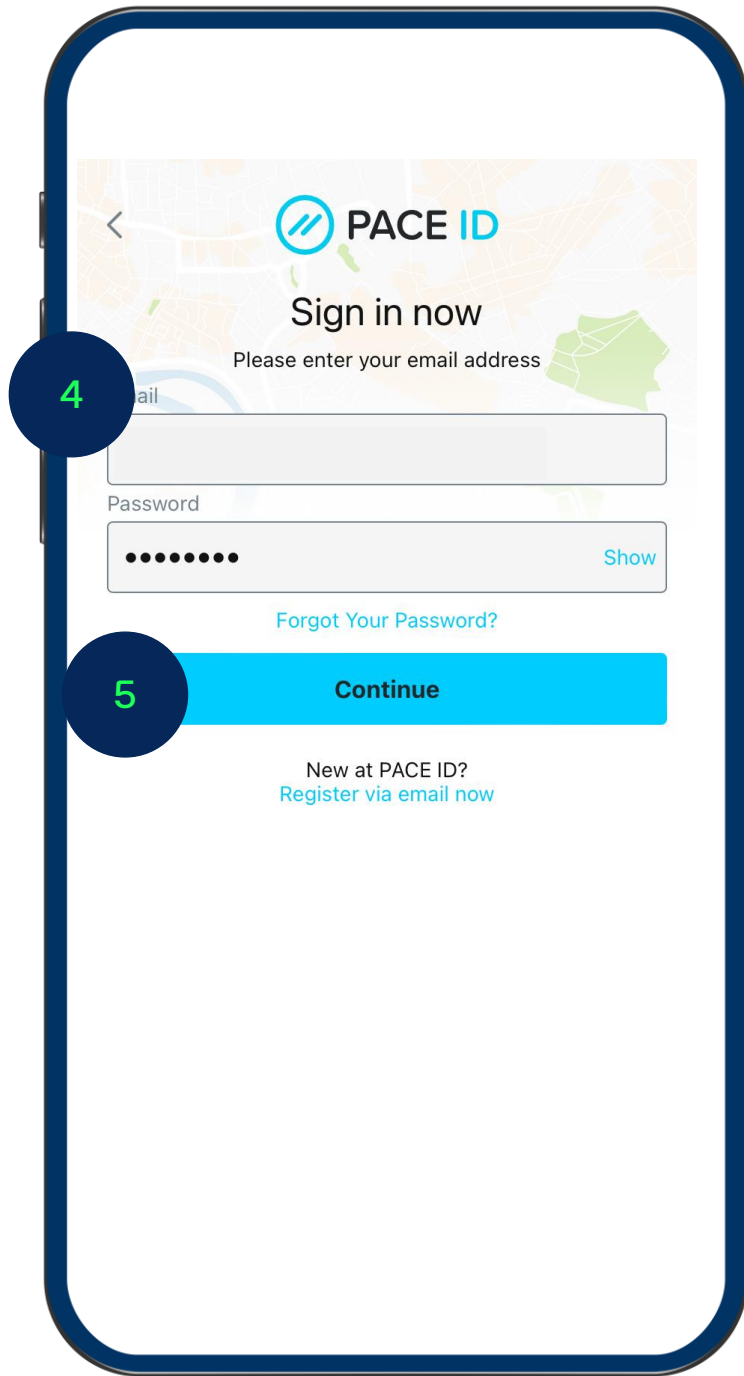 PACE ID
Sign in now
Please enter your email address
4
ail
Password
••••••••
Show
Forgot Your Password?
5
Continue
New at PACE ID?
Register via email now